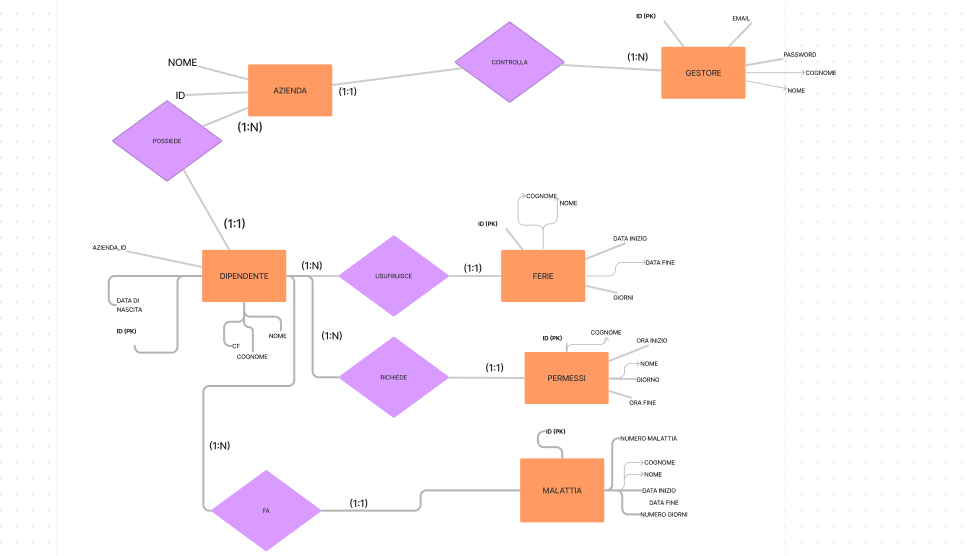 ID (PK)
EMAIL
NOME
CONTROLLA
(1:N)
GESTORE
PASSWORD
COGNOME
NOME
AZIENDA
(1:1)
ID
(1:N)
POSSIEDE
(1:1)
AZIENDA_ID
DIPENDENTE
(1:N)
USUFRUISCE
(1:1)
FERIE
ID (PK)
COGNOME
NOME
DATA INIZIO
DATA FINE
GIORNI
DATA DI
NASCITA
ID (PK)
CF
COGNOME
NOME
(1:N)
RICHIEDE
(1:1)
PERMESSI
ID (PK)
COGNOME
ORA INIZIO
NOME
GIORNO
ORA FINE
(1:N)
FA
(1:1)
MALATTIA
ID (PK)
NUMERO MALATTIA
COGNOME
NOME
DATA INIZIO
DATA FINE
NUMERO GIORNI